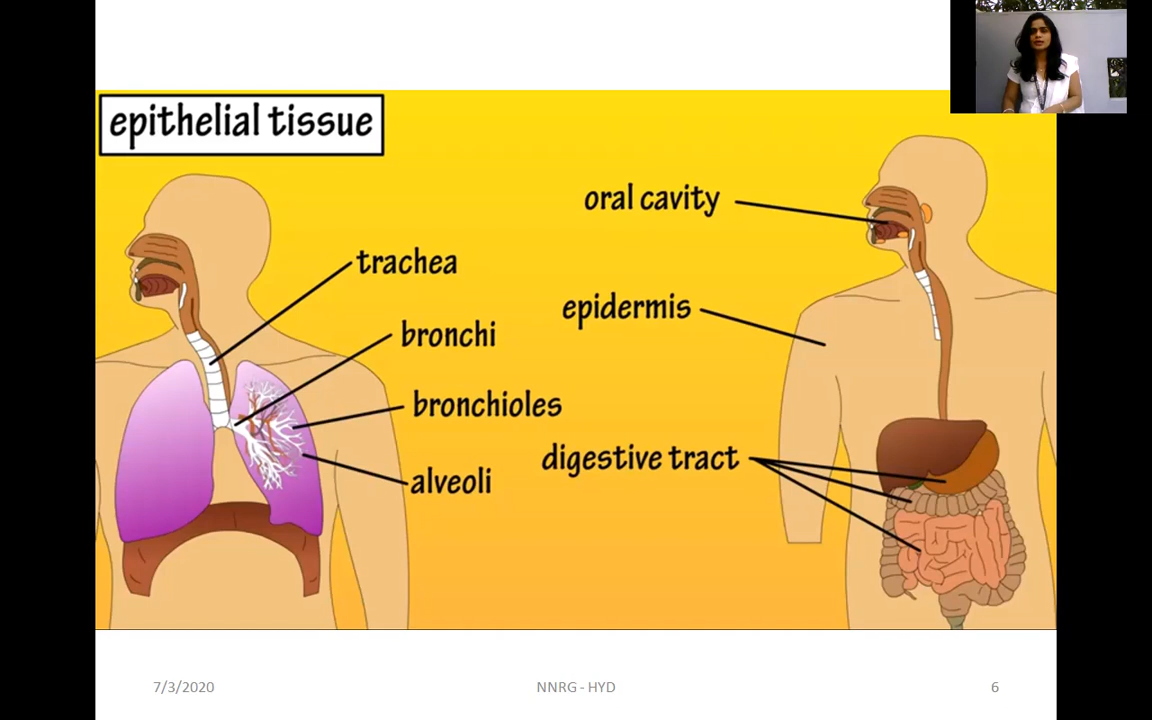 epithelial tissue
trachea
bronchi
bronchioles
alveoli
oral cavity
epidermis
digestive tract
7/3/2020
NNRG - HYD
6